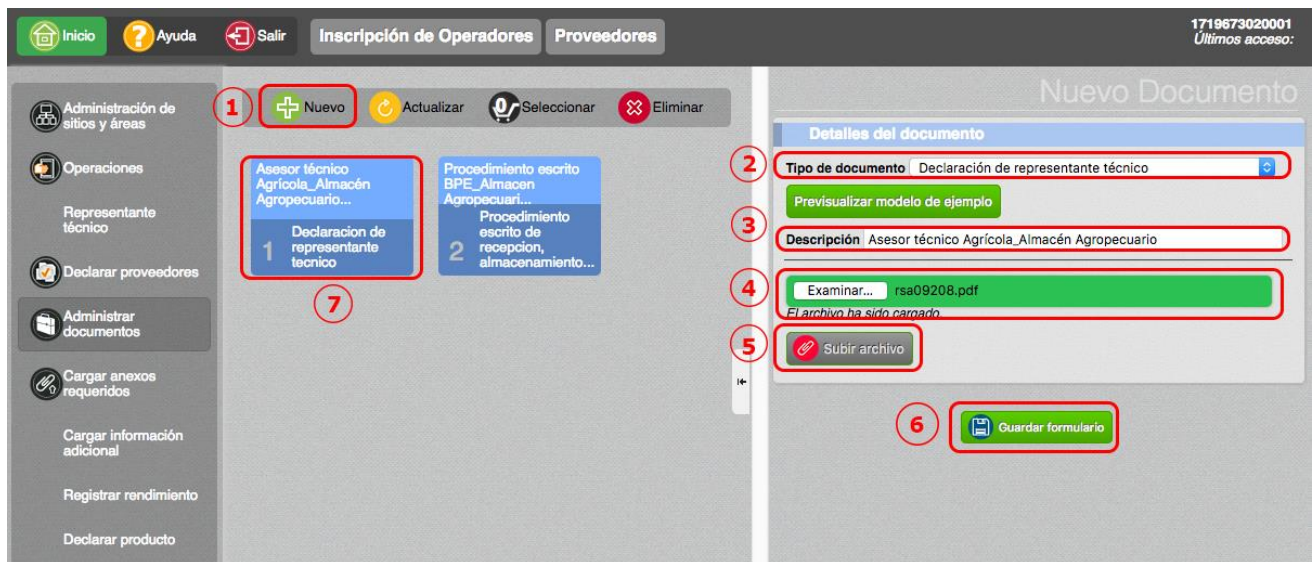 Inicio
Ayuda
Salir
Inscripción de Operadores
Proveedores
1719673020001
Últimos acceso:
Administración de
sitios y áreas
Operaciones
Representante
técnico
Declarar proveedores
Administrar
documentos
Cargar anexos
requeridos
Cargar información
adicional
Registrar rendimiento
Declarar producto
1
Nuevo
Actualizar
Seleccionar
Eliminar
Asesor técnico
Agrícola_Almacén
Agropecuario...
1
Declaracion de
representante
tecnico
Procedimiento escrito
BPE_Almacen
Agropecuari...
2
Procedimiento
escrito de
recepcion,
almacenamiento...
7
Nuevo Documento
Detalles del documento
2
Tipo de documento Declaración de representante técnico
Previsualizar modelo de ejemplo
3
Descripción Asesor técnico Agrícola_Almacén Agropecuario
4
Examinar... rsa09208.pdf
El archivo ha sido cargado.
5
Subir archivo
6
Guardar formulario